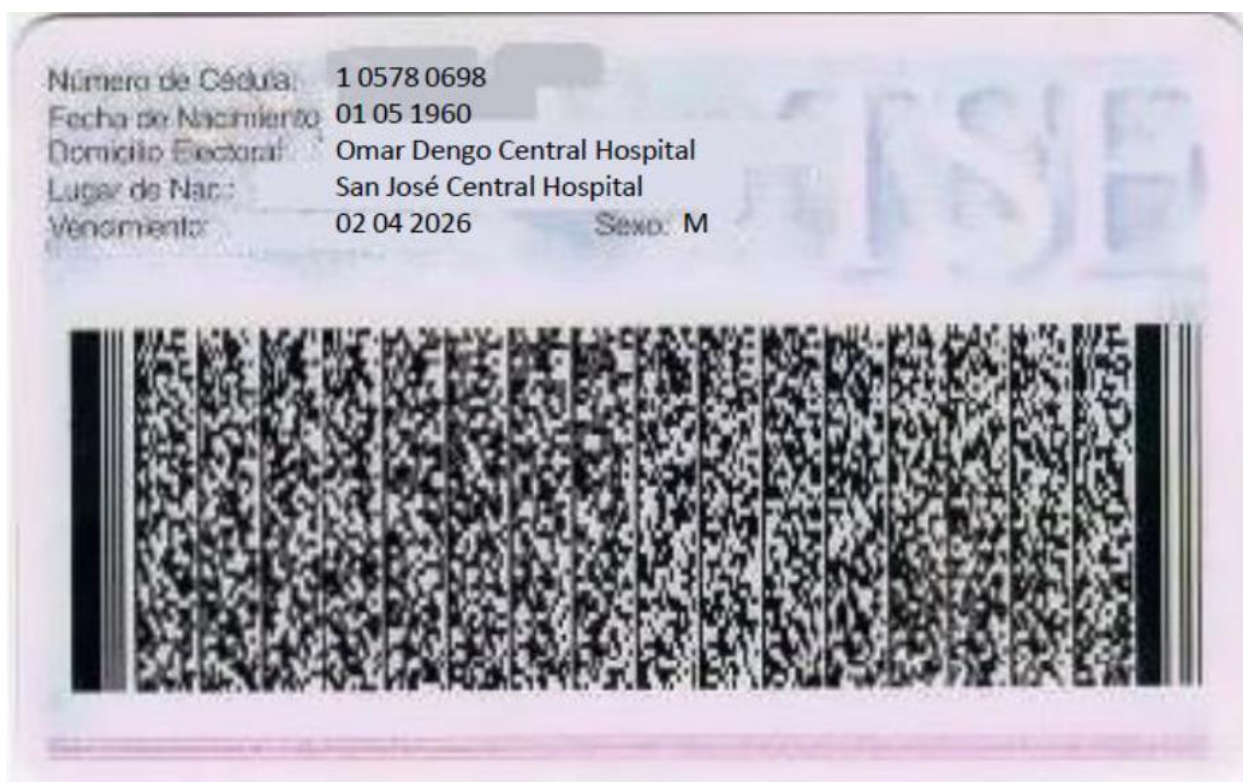 Número de Cédula: 1 0578 0698
Fecha de Nacimiento: 01 05 1960
Domicilio Electoral: Omar Dengo Central Hospital
Lugar de Nac.: San José Central Hospital
Vencimiento: 02 04 2026 Sexo: M
TSE